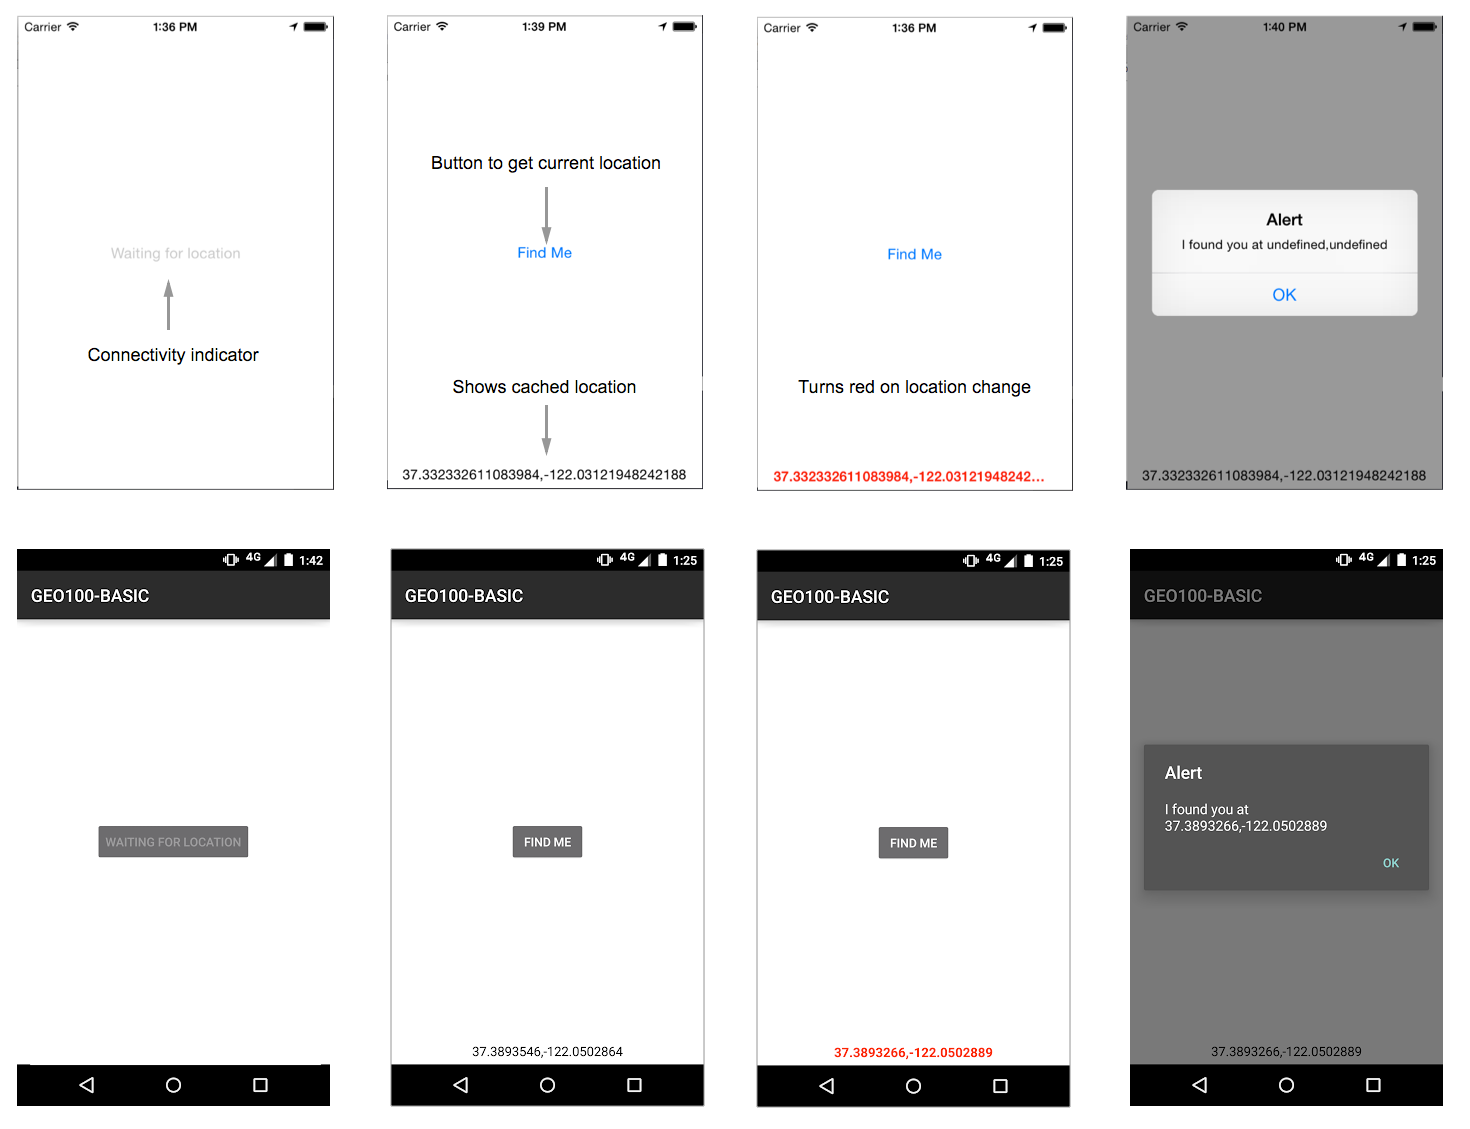 Carrier 1:36 PM
Waiting for location
Connectivity indicator
Carrier 1:39 PM
Button to get current location
Find Me
Shows cached location
37.332332611083984,-122.03121948242188
Carrier 1:36 PM
Find Me
Turns red on location change
37.332332611083984,-122.03121948242...
Carrier 1:40 PM
Alert
I found you at undefined,undefined
OK
37.332332611083984,-122.03121948242188
4G 1:42
GEO100-BASIC
WAITING FOR LOCATION
4G 1:25
GEO100-BASIC
FIND ME
37.3893546,-122.0502864
4G 1:25
GEO100-BASIC
FIND ME
37.3893266,-122.0502889
4G 1:25
GEO100-BASIC
Alert
I found you at
37.3893266,-122.0502889
OK
37.3893266,-122.0502889